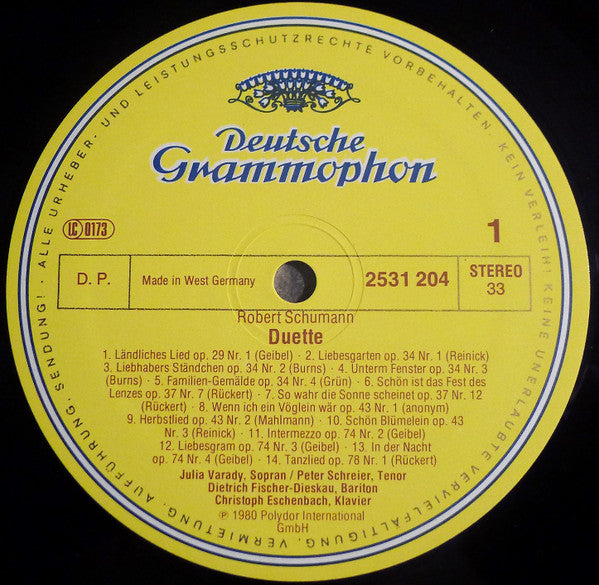 ALLE URHEBER- UND LEISTUNGSSCHUTZRECHTE VORBEHALTEN. KEIN VERLEIH! KEINE UNERLAUBTE VERVIELFÄLTIGUNG, VERMIETUNG, AUFFÜHRUNG, SENDUNG!
Deutsche
Grammophon
LC 0173
1
D. P.
Made in West Germany
2531 204
STEREO
33
Robert Schumann
Duette
1. Ländliches Lied op. 29 Nr. 1 (Geibel) · 2. Liebesgarten op. 34 Nr. 1 (Reinick)
3. Liebhabers Ständchen op. 34 Nr. 2 (Burns) · 4. Unterm Fenster op. 34 Nr. 3
(Burns) · 5. Familien-Gemälde op. 34 Nr. 4 (Grün) · 6. Schön ist das Fest des
Lenzes op. 37 Nr. 7 (Rückert) · 7. So wahr die Sonne scheinet op. 37 Nr. 12
(Rückert) · 8. Wenn ich ein Vöglein wär op. 43 Nr. 1 (anonym)
9. Herbstlied op. 43 Nr. 2 (Mahlmann) · 10. Schön Blümelein op. 43
Nr. 3 (Reinick) · 11. Intermezzo op. 74 Nr. 2 (Geibel)
12. Liebesgram op. 74 Nr. 3 (Geibel) · 13. In der Nacht
op. 74 Nr. 4 (Geibel) · 14. Tanzlied op. 78 Nr. 1 (Rückert)
Julia Varady, Sopran / Peter Schreier, Tenor
Dietrich Fischer-Dieskau, Bariton
Christoph Eschenbach, Klavier
℗ 1980 Polydor International
GmbH